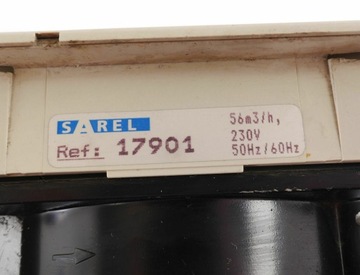 SAREL
Ref: 17901
56m3/h,
230V
50Hz/60Hz